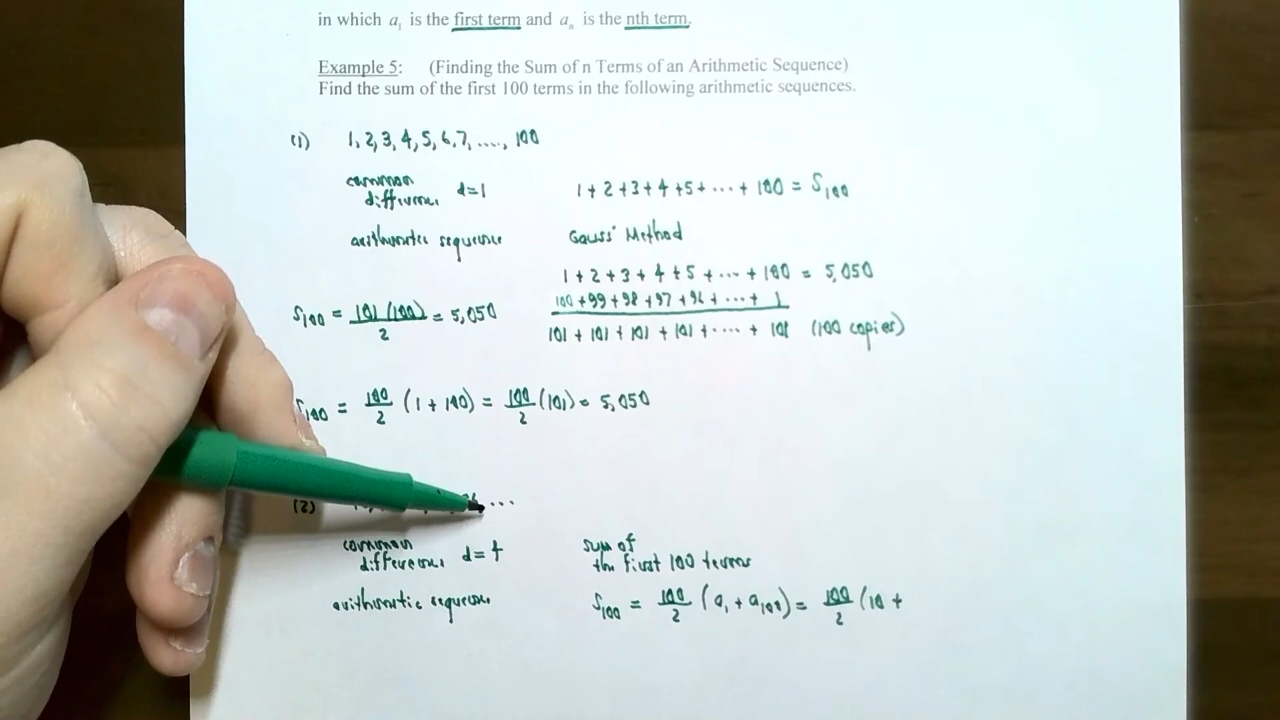 in which a₁ is the first term and aₙ is the nth term.
Example 5: (Finding the Sum of n Terms of an Arithmetic Sequence)
Find the sum of the first 100 terms in the following arithmetic sequences.
(1) 1, 2, 3, 4, 5, 6, 7, ...., 100
common
difference d=1
1 + 2 + 3 + 4 + 5 + ... + 100 = S₁₀₀
arithmetic sequence
Gauss' Method
1 + 2 + 3 + 4 + 5 + ... + 100 = 5,050
100 + 99 + 98 + 97 + 96 + ... + 1
101 + 101 + 101 + 101 + .... + 101 (100 copies)
S₁₀₀ = 101(100)/2 = 5,050
S₁₀₀ = 100/2 (1 + 100) = 100/2 (101) = 5,050
(2) ...
common
difference d=4
arithmetic sequence
sum of
the first 100 terms
S₁₀₀ = 100/2 (a₁ + a₁₀₀) = 100/2 (10 +